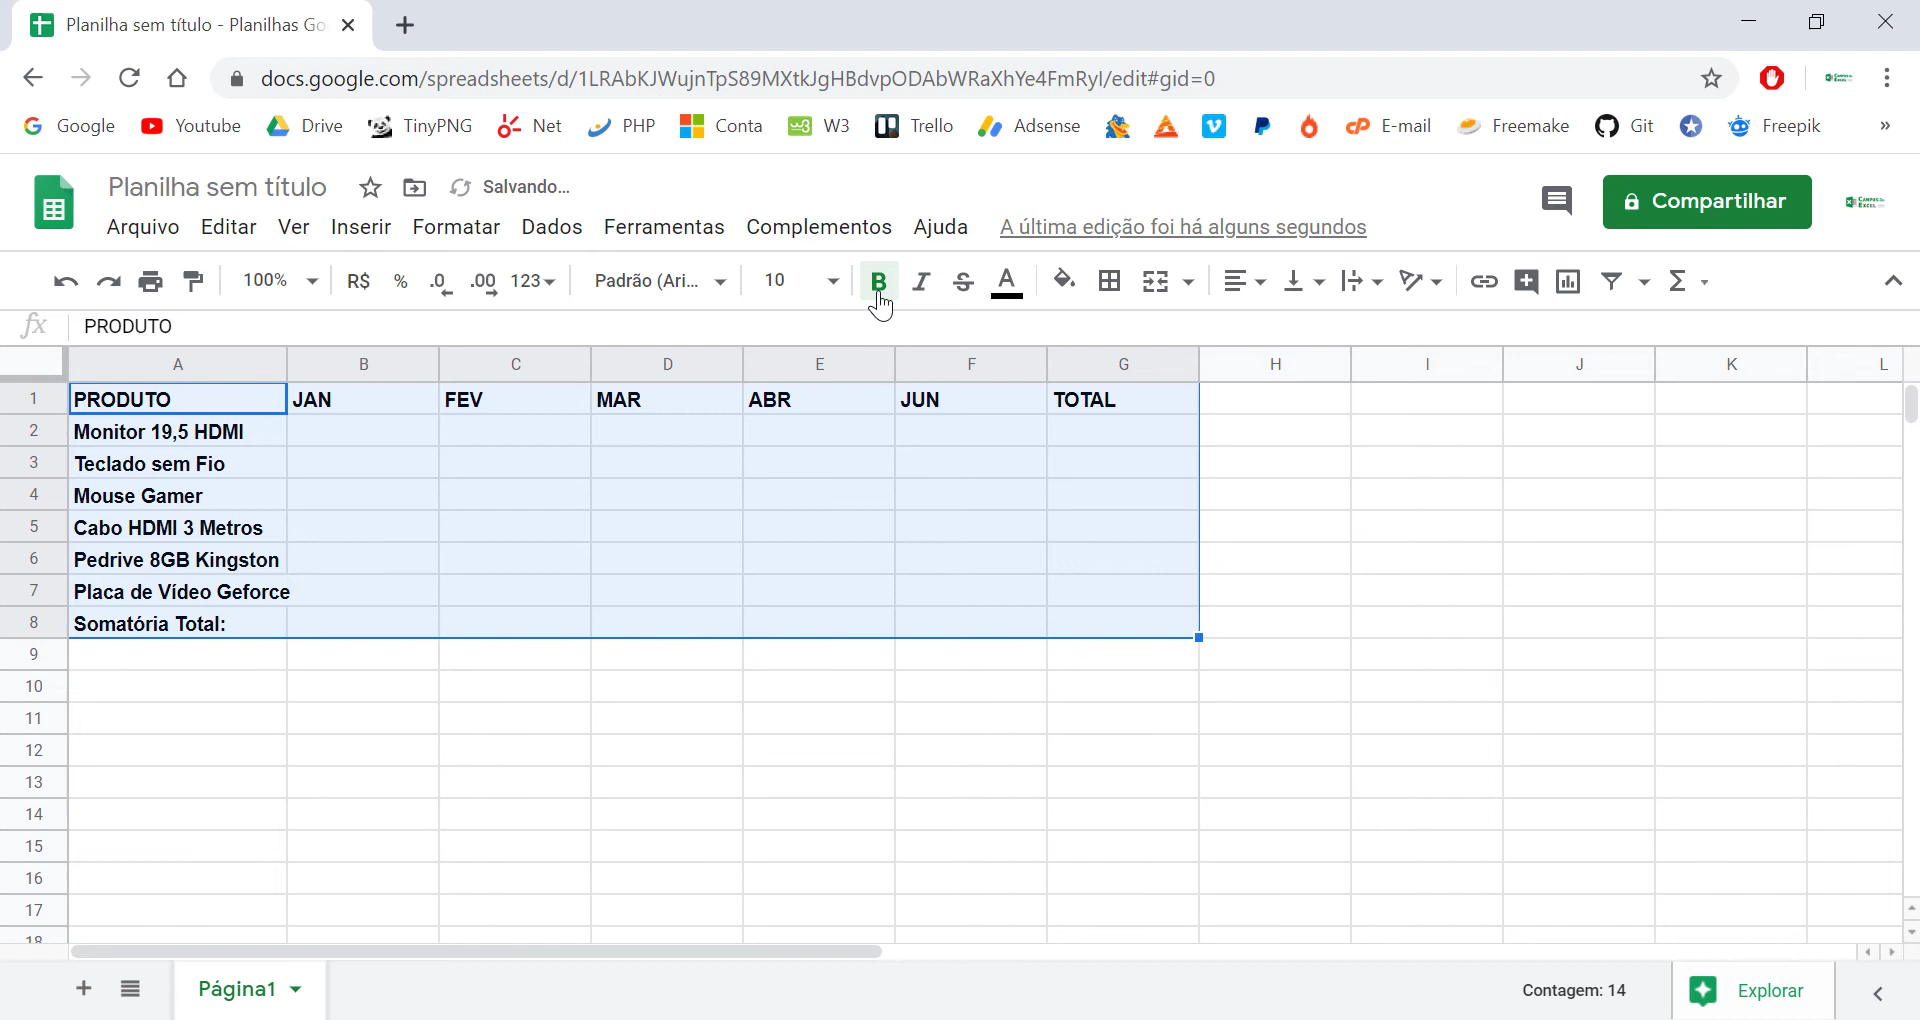 Planilha sem título - Planilhas Go
docs.google.com/spreadsheets/d/1LRAbKJWujnTpS89MXtkJgHBdvpODAbWRaXhYe4FmRyI/edit#gid=0
Google Youtube Drive TinyPNG Net PHP Conta W3 Trello Adsense E-mail Freemake Git Freepik »
Planilha sem título Salvando...
Compartilhar
Arquivo Editar Ver Inserir Formatar Dados Ferramentas Complementos Ajuda A última edição foi há alguns segundos
100% R$ % .0 .00 123 Padrão (Ari... 10 B I S A Σ
fx PRODUTO
A B C D E F G H I J K L
1 PRODUTO JAN FEV MAR ABR JUN TOTAL
2 Monitor 19,5 HDMI
3 Teclado sem Fio
4 Mouse Gamer
5 Cabo HDMI 3 Metros
6 Pedrive 8GB Kingston
7 Placa de Vídeo Geforce
8 Somatória Total:
9
10
11
12
13
14
15
16
17
18
Página1 Contagem: 14 Explorar